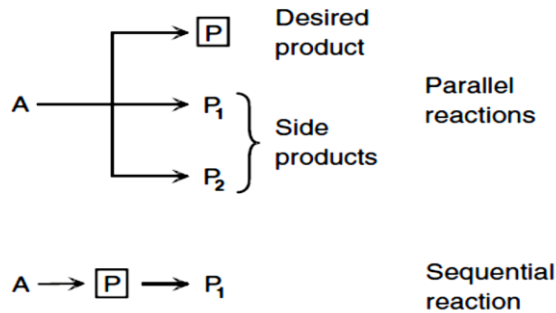 P Desired
product
A P₁ Parallel
reactions
Side
products
P₂
A P P₁ Sequential
reaction